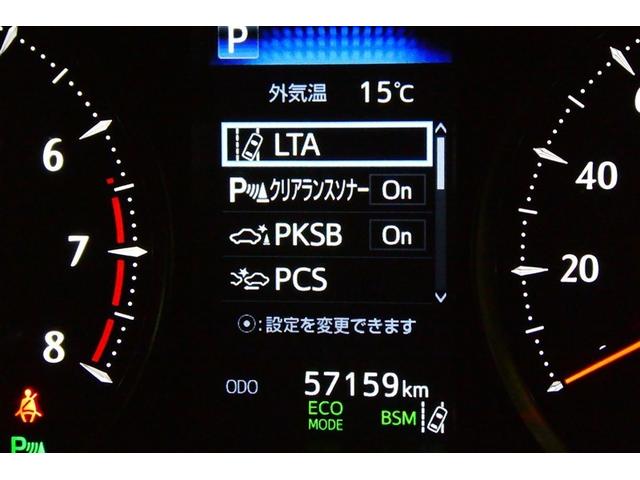 P
外気温 15℃
LTA
P クリアランスソナー On
PKSB On
PCS
⦿:設定を変更できます
ODO 57159km
ECO
MODE
BSM
P
6
7
8
40
20